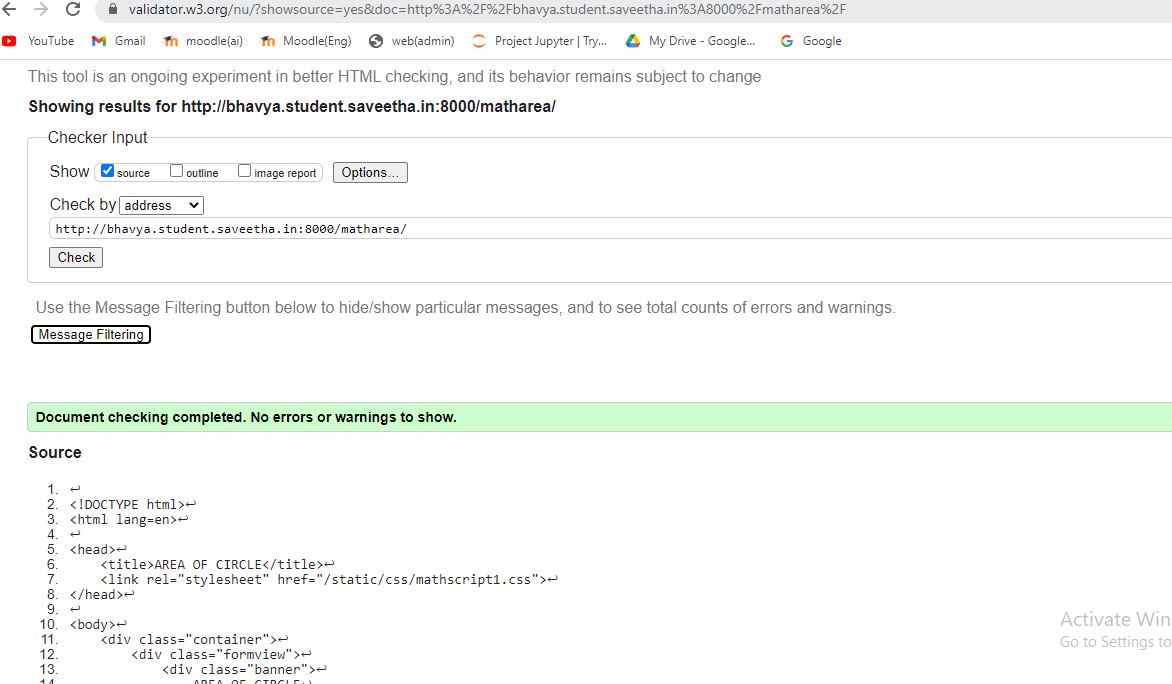 validator.w3.org/nu/?showsource=yes&doc=http%3A%2F%2Fbhavya.student.saveetha.in%3A8000%2Fmatharea%2F
YouTube Gmail moodle(ai) Moodle(Eng) web(admin) Project Jupyter | Try,... My Drive - Google... Google
This tool is an ongoing experiment in better HTML checking, and its behavior remains subject to change
Showing results for http://bhavya.student.saveetha.in:8000/matharea/
Checker Input
Show source outline image report Options...
Check by address
http://bhavya.student.saveetha.in:8000/matharea/
Check
Use the Message Filtering button below to hide/show particular messages, and to see total counts of errors and warnings.
Message Filtering
Document checking completed. No errors or warnings to show.
Source
1. ↩
2. <!DOCTYPE html>↩
3. <html lang=en>↩
4. ↩
5. <head>↩
6. <title>AREA OF CIRCLE</title>↩
7. <link rel="stylesheet" href="/static/css/mathscript1.css">↩
8. </head>↩
9. ↩
10. <body>↩
11. <div class="container">↩
12. <div class="formview">↩
13. <div class="banner">↩
14. AREA OF CIRCLE↩
Activate Win
Go to Settings to